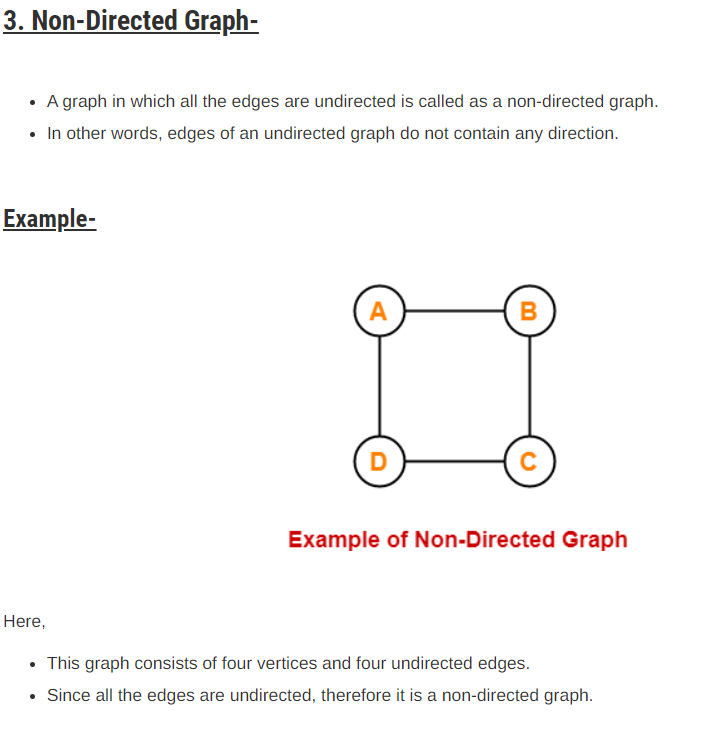 3. Non-Directed Graph-
• A graph in which all the edges are undirected is called as a non-directed graph.
• In other words, edges of an undirected graph do not contain any direction.
Example-
A B
D C
Example of Non-Directed Graph
Here,
• This graph consists of four vertices and four undirected edges.
• Since all the edges are undirected, therefore it is a non-directed graph.